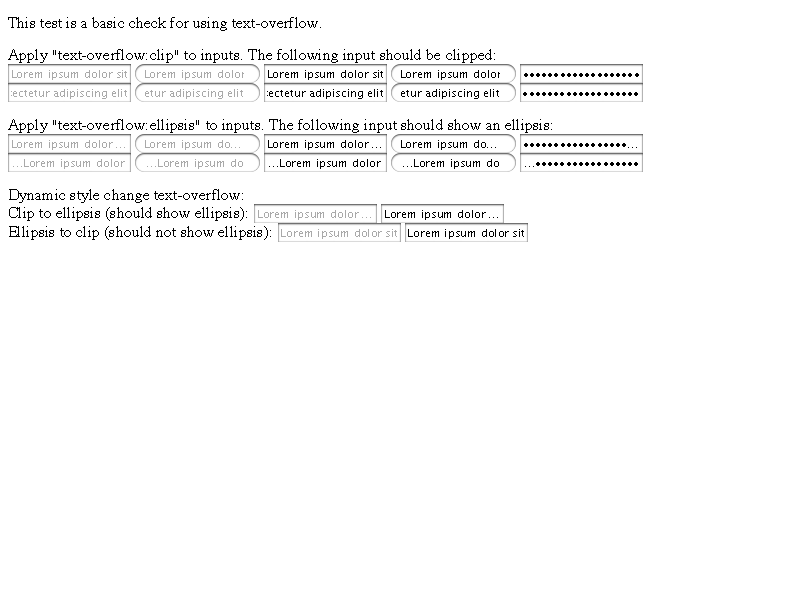 This test is a basic check for using text-overflow.
Apply "text-overflow:clip" to inputs. The following input should be clipped:
Lorem ipsum dolor sit Lorem ipsum dolor Lorem ipsum dolor sit Lorem ipsum dolor •••••••••••••••••••
ectetur adipiscing elit etur adipiscing elit ectetur adipiscing elit etur adipiscing elit •••••••••••••••••••
Apply "text-overflow:ellipsis" to inputs. The following input should show an ellipsis:
Lorem ipsum dolor... Lorem ipsum do... Lorem ipsum dolor... Lorem ipsum do... •••••••••••••••••...
...Lorem ipsum dolor ...Lorem ipsum do ...Lorem ipsum dolor ...Lorem ipsum do ...•••••••••••••••••
Dynamic style change text-overflow:
Clip to ellipsis (should show ellipsis): Lorem ipsum dolor... Lorem ipsum dolor...
Ellipsis to clip (should not show ellipsis): Lorem ipsum dolor sit Lorem ipsum dolor sit